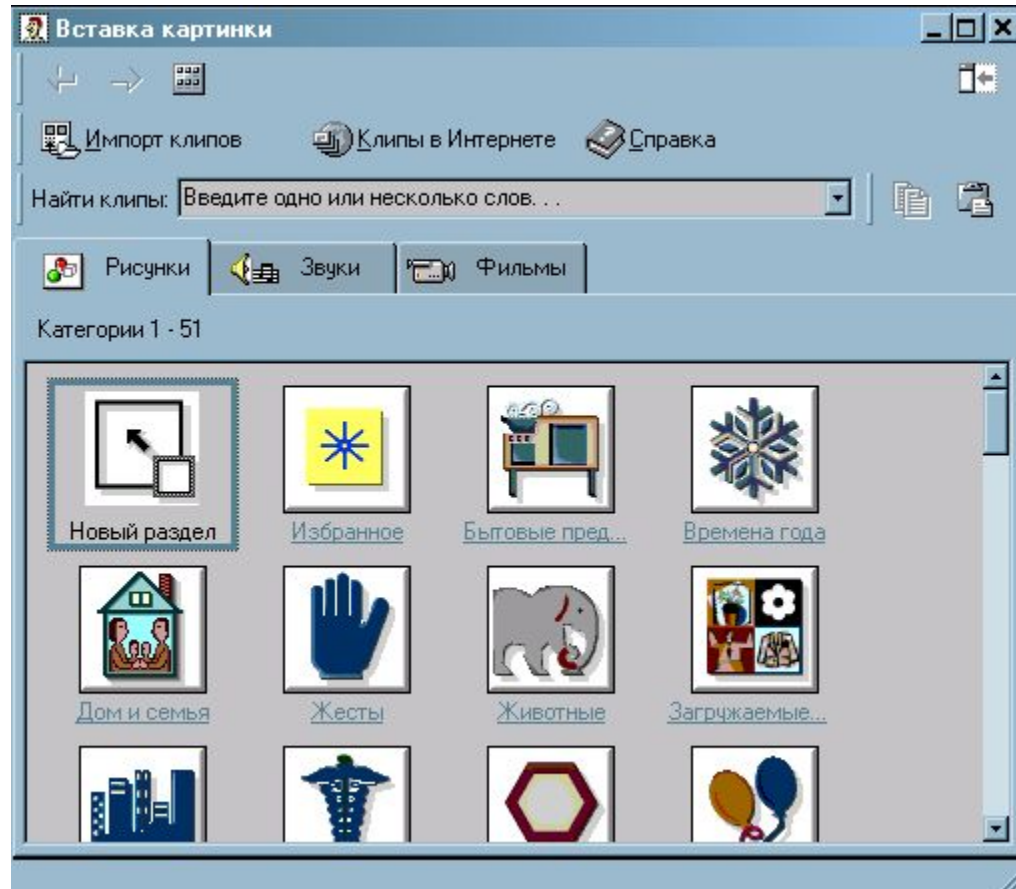 Вставка картинки
Импорт клипов Клипы в Интернете Справка
Найти клипы: Введите одно или несколько слов. . .
Рисунки Звуки Фильмы
Категории 1 - 51
Новый раздел Избранное Бытовые пред... Времена года
Дом и семья Жесты Животные Загружаемые...